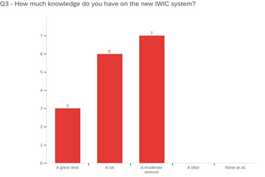 Q3 - How much knowledge do you have on the new IWIC system?
7
6
5
4
3
2
1
0
3
6
7
A great deal
A lot
A moderate
amount
A little
None at all